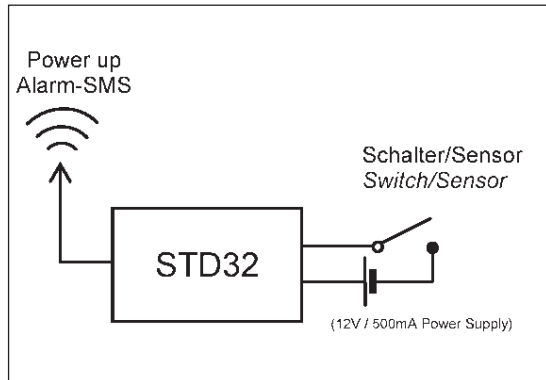 Power up
Alarm-SMS
Schalter/Sensor
Switch/Sensor
STD32
(12V / 500mA Power Supply)